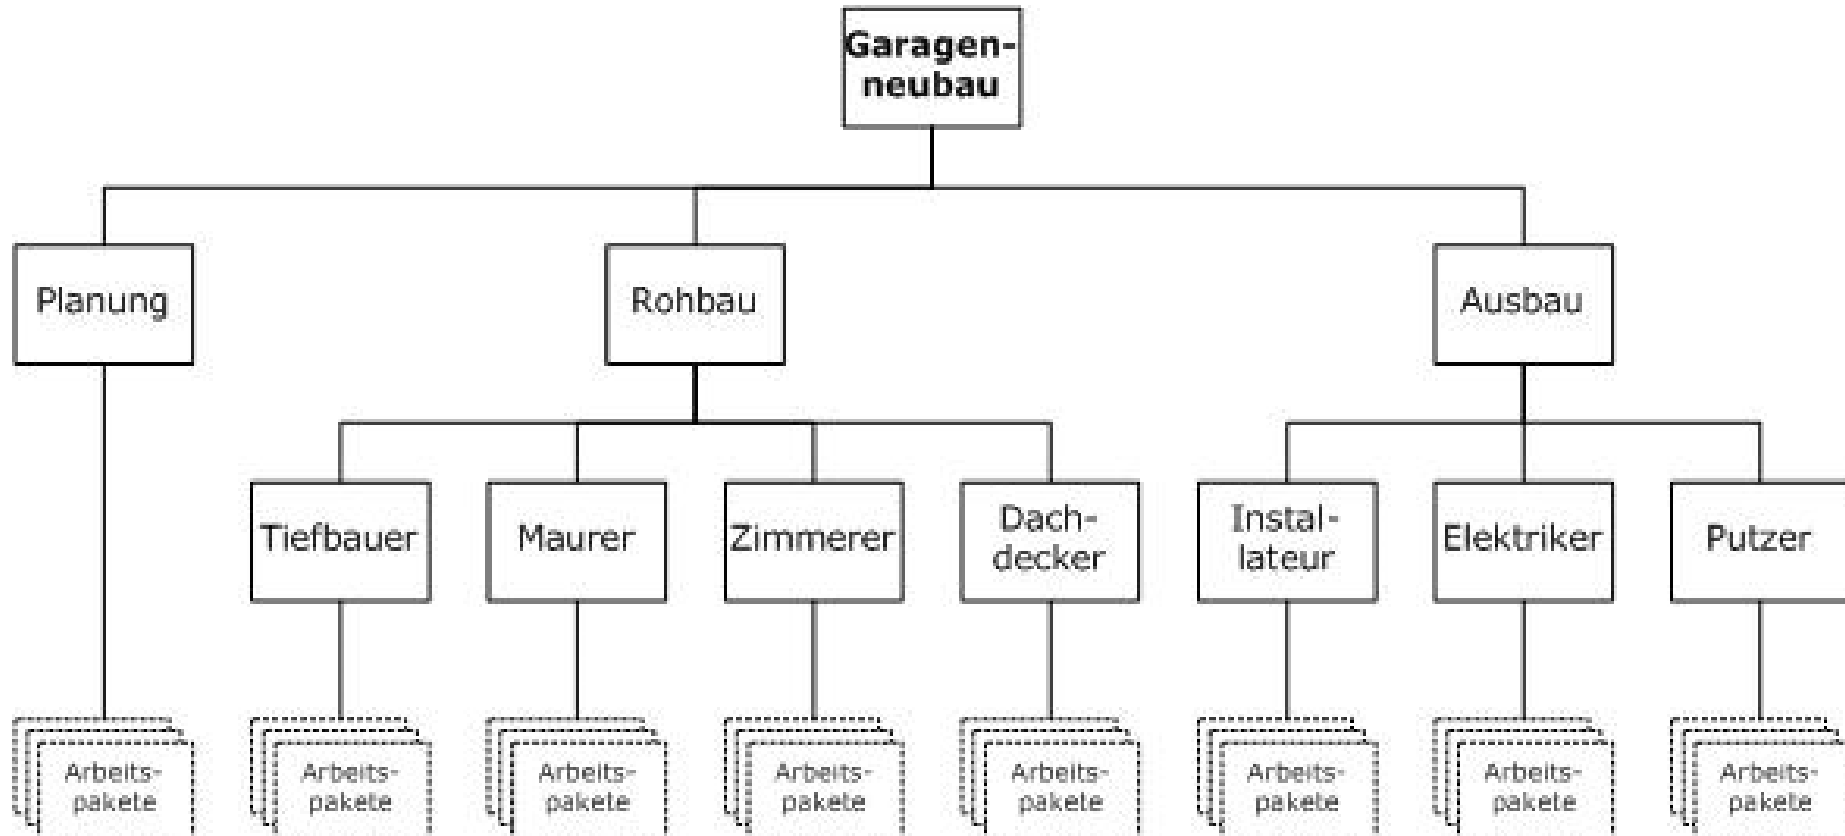 Garagen-
neubau
Planung
Rohbau
Ausbau
Tiefbauer
Maurer
Zimmerer
Dach-
decker
Instal-
lateur
Elektriker
Putzer
Arbeits-
pakete
Arbeits-
pakete
Arbeits-
pakete
Arbeits-
pakete
Arbeits-
pakete
Arbeits-
pakete
Arbeits-
pakete
Arbeits-
pakete